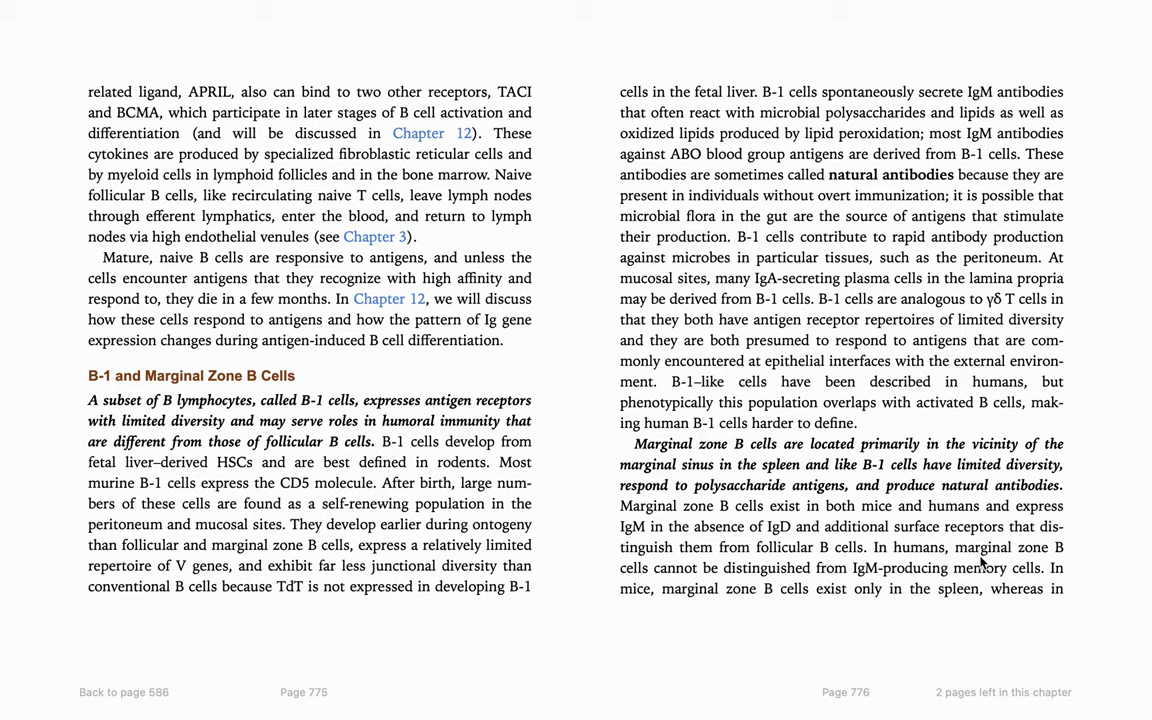 related ligand, APRIL, also can bind to two other receptors, TACI
and BCMA, which participate in later stages of B cell activation and
differentiation (and will be discussed in Chapter 12). These
cytokines are produced by specialized fibroblastic reticular cells and
by myeloid cells in lymphoid follicles and in the bone marrow. Naive
follicular B cells, like recirculating naive T cells, leave lymph nodes
through efferent lymphatics, enter the blood, and return to lymph
nodes via high endothelial venules (see Chapter 3).
Mature, naive B cells are responsive to antigens, and unless the
cells encounter antigens that they recognize with high affinity and
respond to, they die in a few months. In Chapter 12, we will discuss
how these cells respond to antigens and how the pattern of Ig gene
expression changes during antigen-induced B cell differentiation.
B-1 and Marginal Zone B Cells
A subset of B lymphocytes, called B-1 cells, expresses antigen receptors
with limited diversity and may serve roles in humoral immunity that
are different from those of follicular B cells. B-1 cells develop from
fetal liver–derived HSCs and are best defined in rodents. Most
murine B-1 cells express the CD5 molecule. After birth, large num-
bers of these cells are found as a self-renewing population in the
peritoneum and mucosal sites. They develop earlier during ontogeny
than follicular and marginal zone B cells, express a relatively limited
repertoire of V genes, and exhibit far less junctional diversity than
conventional B cells because TdT is not expressed in developing B-1
cells in the fetal liver. B-1 cells spontaneously secrete IgM antibodies
that often react with microbial polysaccharides and lipids as well as
oxidized lipids produced by lipid peroxidation; most IgM antibodies
against ABO blood group antigens are derived from B-1 cells. These
antibodies are sometimes called natural antibodies because they are
present in individuals without overt immunization; it is possible that
microbial flora in the gut are the source of antigens that stimulate
their production. B-1 cells contribute to rapid antibody production
against microbes in particular tissues, such as the peritoneum. At
mucosal sites, many IgA-secreting plasma cells in the lamina propria
may be derived from B-1 cells. B-1 cells are analogous to γδ T cells in
that they both have antigen receptor repertoires of limited diversity
and they are both presumed to respond to antigens that are com-
monly encountered at epithelial interfaces with the external environ-
ment. B-1–like cells have been described in humans, but
phenotypically this population overlaps with activated B cells, mak-
ing human B-1 cells harder to define.
Marginal zone B cells are located primarily in the vicinity of the
marginal sinus in the spleen and like B-1 cells have limited diversity,
respond to polysaccharide antigens, and produce natural antibodies.
Marginal zone B cells exist in both mice and humans and express
IgM in the absence of IgD and additional surface receptors that dis-
tinguish them from follicular B cells. In humans, marginal zone B
cells cannot be distinguished from IgM-producing memory cells. In
mice, marginal zone B cells exist only in the spleen, whereas in
Back to page 586
Page 775
Page 776
2 pages left in this chapter